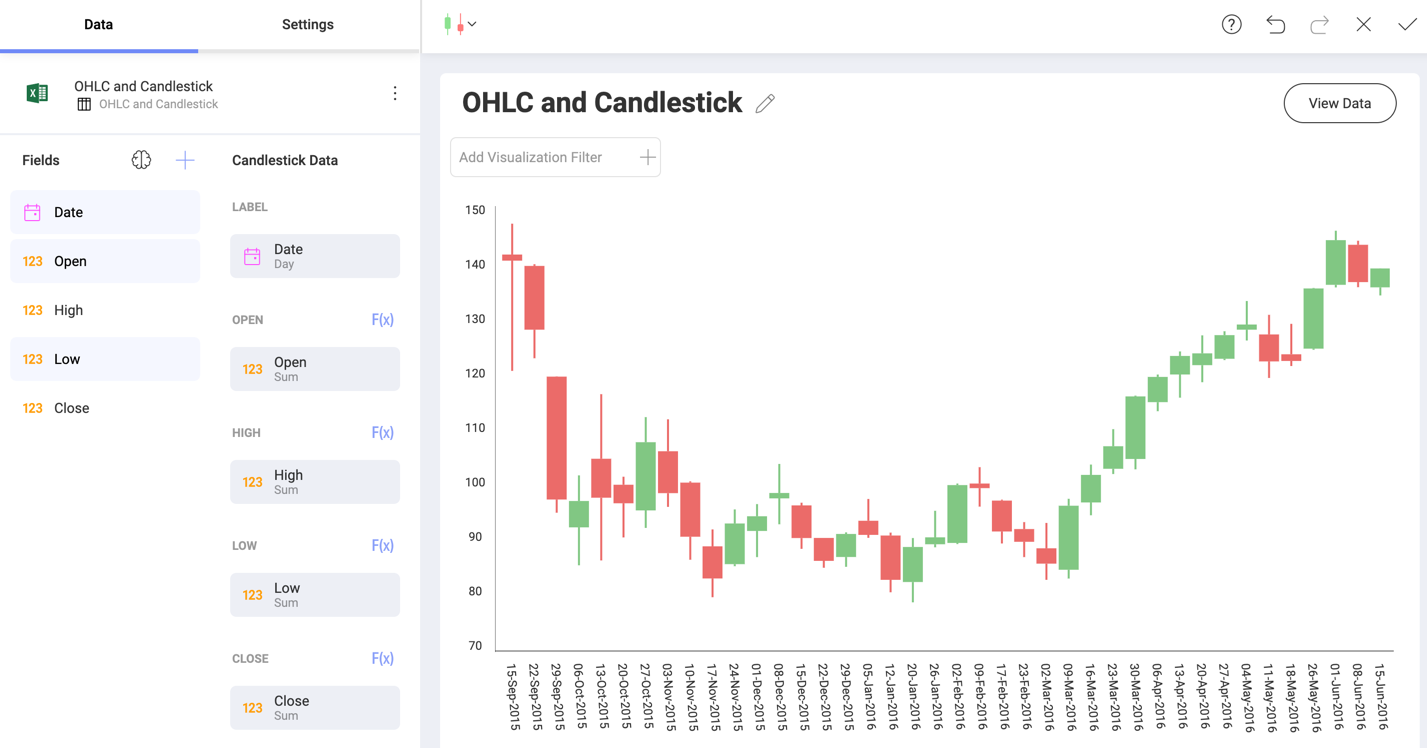 Data
Settings
OHLC and Candlestick
OHLC and Candlestick
Fields
Date
123 Open
123 High
123 Low
123 Close
Candlestick Data
LABEL
Date
Day
OPEN F(x)
123 Open
Sum
HIGH F(x)
123 High
Sum
LOW F(x)
123 Low
Sum
CLOSE F(x)
123 Close
Sum
OHLC and Candlestick
View Data
Add Visualization Filter
150
140
130
120
110
100
90
80
70
15-Sep-2015
22-Sep-2015
29-Sep-2015
06-Oct-2015
13-Oct-2015
20-Oct-2015
27-Oct-2015
03-Nov-2015
10-Nov-2015
17-Nov-2015
24-Nov-2015
01-Dec-2015
08-Dec-2015
15-Dec-2015
22-Dec-2015
29-Dec-2015
05-Jan-2016
12-Jan-2016
20-Jan-2016
26-Jan-2016
02-Feb-2016
09-Feb-2016
17-Feb-2016
23-Feb-2016
02-Mar-2016
09-Mar-2016
16-Mar-2016
23-Mar-2016
30-Mar-2016
06-Apr-2016
13-Apr-2016
20-Apr-2016
27-Apr-2016
04-May-2016
11-May-2016
18-May-2016
26-May-2016
01-Jun-2016
08-Jun-2016
15-Jun-2016